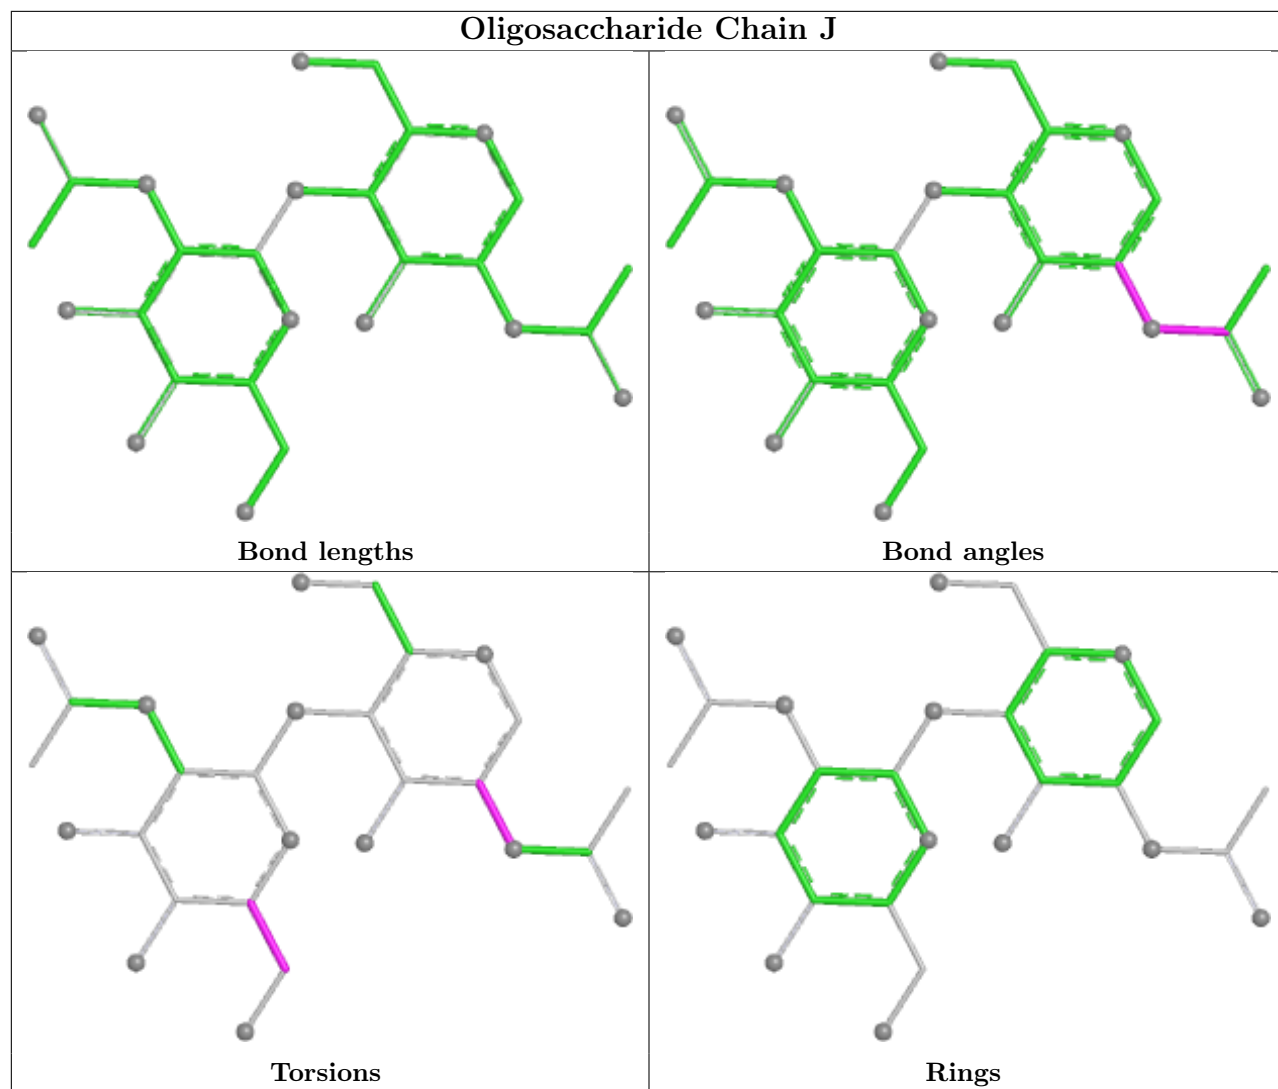 Oligosaccharide Chain J
Bond lengths
Bond angles
Torsions
Rings